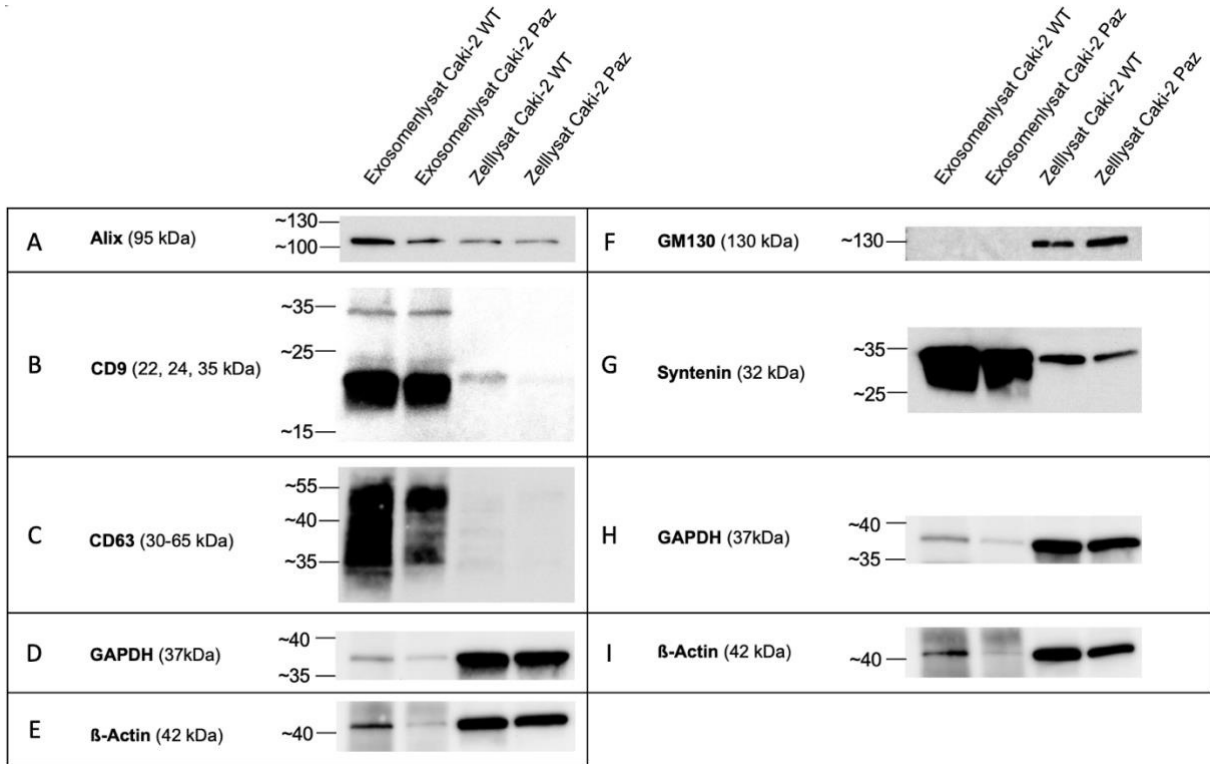 Exosomenlysat Caki-2 WT
Exosomenlysat Caki-2 Paz
Zelllysat Caki-2 WT
Zelllysat Caki-2 Paz
A Alix (95 kDa) ~130
~100
B CD9 (22, 24, 35 kDa) ~35
~25
~15
C CD63 (30-65 kDa) ~55
~40
~35
D GAPDH (37kDa) ~40
~35
E ß-Actin (42 kDa) ~40
Exosomenlysat Caki-2 WT
Exosomenlysat Caki-2 Paz
Zelllysat Caki-2 WT
Zelllysat Caki-2 Paz
F GM130 (130 kDa) ~130
G Syntenin (32 kDa) ~35
~25
H GAPDH (37kDa) ~40
~35
I ß-Actin (42 kDa) ~40